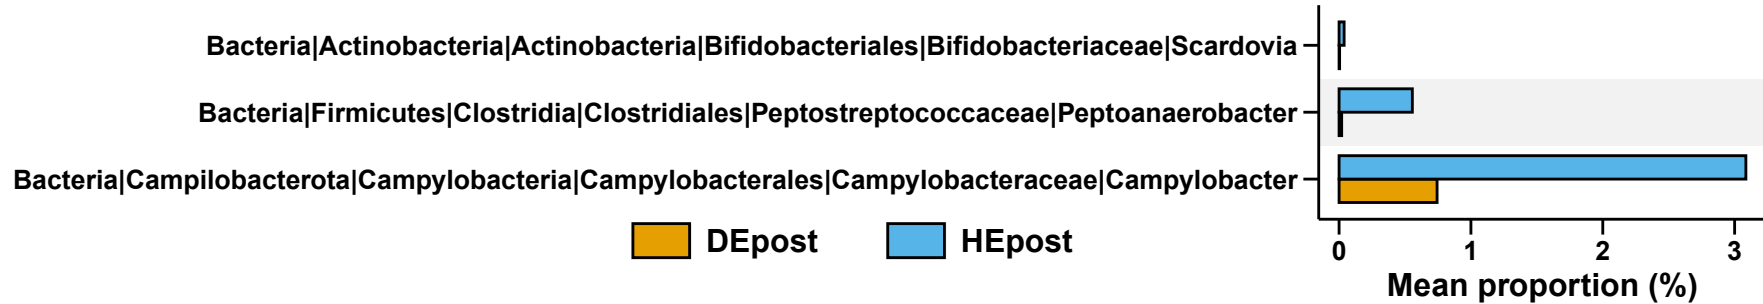 Bacteria|Actinobacteria|Actinobacteria|Bifidobacteriales|Bifidobacteriaceae|Scardovia
Bacteria|Firmicutes|Clostridia|Clostridiales|Peptostreptococcaceae|Peptoanaerobacter
Bacteria|Campilobacterota|Campylobacteria|Campylobacterales|Campylobacteraceae|Campylobacter
DEpost HEpost
0 1 2 3
Mean proportion (%)